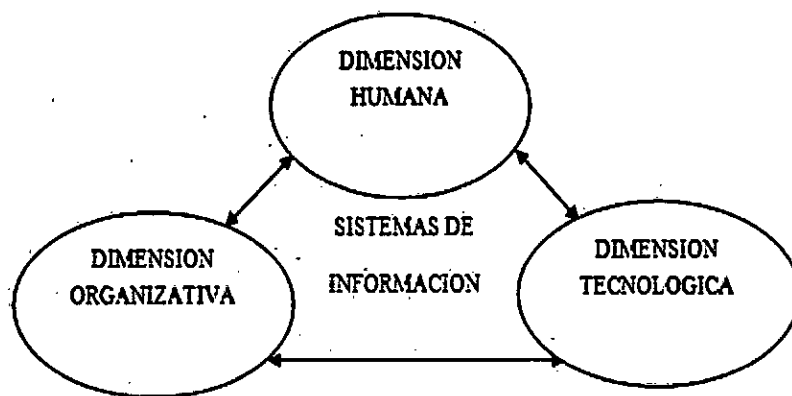 DIMENSION
HUMANA
SISTEMAS DE
INFORMACION
DIMENSION
ORGANIZATIVA
DIMENSION
TECNOLOGICA